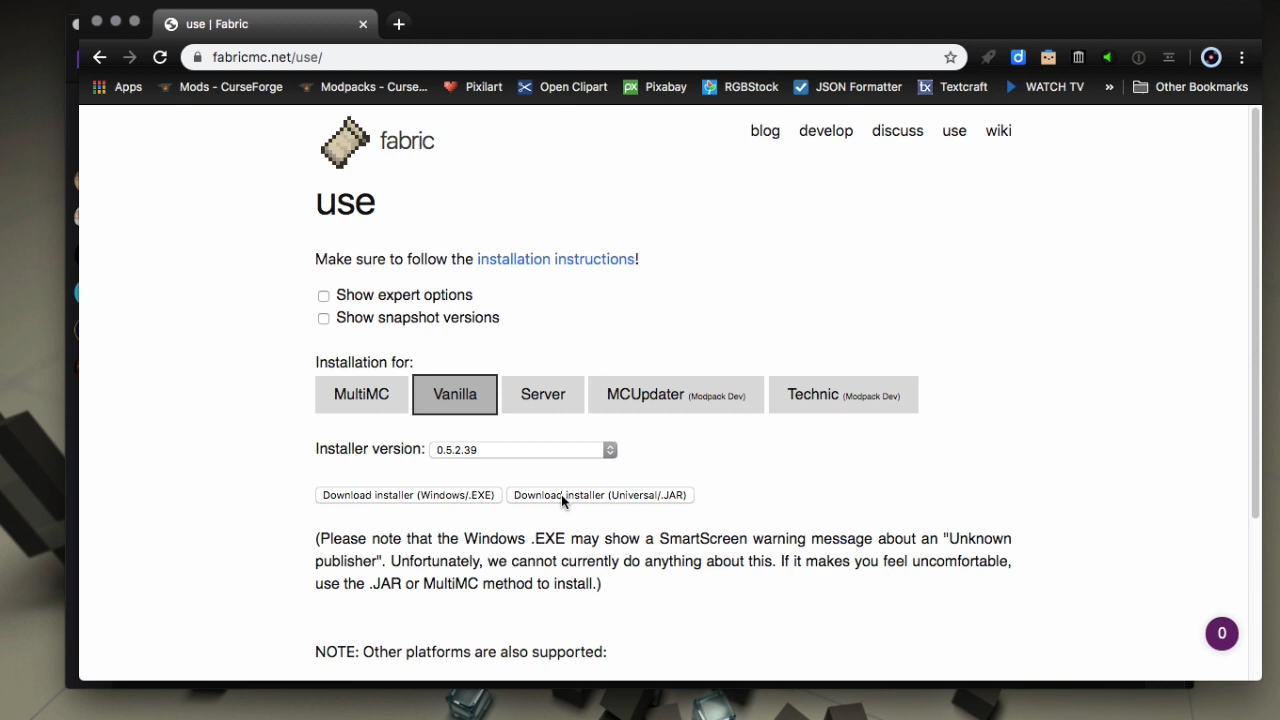 use | Fabric
fabricmc.net/use/
Apps Mods - CurseForge Modpacks - Curse... Pixilart Open Clipart px Pixabay RGBStock JSON Formatter tx Textcraft WATCH TV » Other Bookmarks
fabric blog develop discuss use wiki
use
Make sure to follow the installation instructions!
Show expert options
Show snapshot versions
Installation for:
MultiMC Vanilla Server MCUpdater (Modpack Dev) Technic (Modpack Dev)
Installer version: 0.5.2.39
Download installer (Windows/.EXE) Download installer (Universal/.JAR)
(Please note that the Windows .EXE may show a SmartScreen warning message about an "Unknown
publisher". Unfortunately, we cannot currently do anything about this. If it makes you feel uncomfortable,
use the .JAR or MultiMC method to install.)
0
NOTE: Other platforms are also supported: